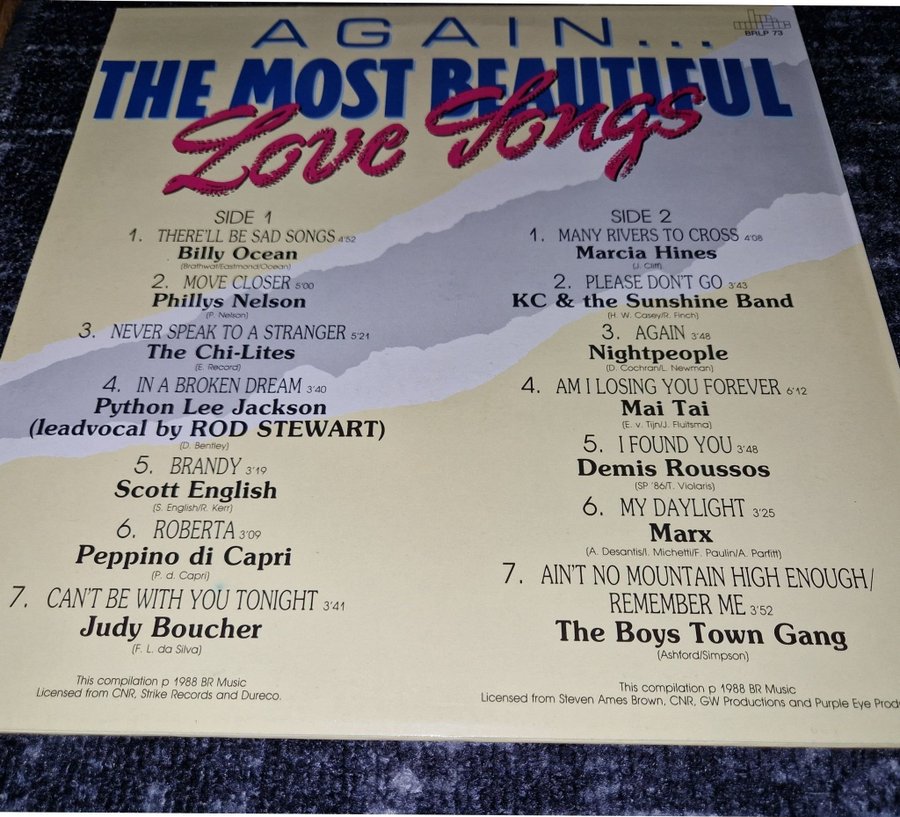 AGAIN...
BRLP 73
THE MOST BEAUTIFUL
Love Songs
SIDE 1
1. THERE'LL BE SAD SONGS 4'52
Billy Ocean
(Brathwait/Eastmond/Ocean)
2. MOVE CLOSER 5'00
Phillys Nelson
(P. Nelson)
3. NEVER SPEAK TO A STRANGER 5'21
The Chi-Lites
(E. Record)
4. IN A BROKEN DREAM 3'40
Python Lee Jackson
(leadvocal by ROD STEWART)
(D. Bentley)
5. BRANDY 3'19
Scott English
(S. English/R. Kerr)
6. ROBERTA 3'09
Peppino di Capri
(P. d. Capri)
7. CAN'T BE WITH YOU TONIGHT 3'41
Judy Boucher
(F. L. da Silva)
This compilation p 1988 BR Music
Licensed from CNR, Strike Records and Dureco.
SIDE 2
1. MANY RIVERS TO CROSS 4'08
Marcia Hines
(J. Cliff)
2. PLEASE DON'T GO 3'43
KC & the Sunshine Band
(H. W. Casey/R. Finch)
3. AGAIN 3'48
Nightpeople
(D. Cochran/L. Newman)
4. AM I LOSING YOU FOREVER 6'12
Mai Tai
(E. v. Tijn/J. Fluitsma)
5. I FOUND YOU 3'48
Demis Roussos
(SP '86/T. Violaris)
6. MY DAYLIGHT 3'25
Marx
(A. Desantis/I. Michetti/F. Paulin/A. Parfitt)
7. AIN'T NO MOUNTAIN HIGH ENOUGH/
REMEMBER ME 3'52
The Boys Town Gang
(Ashford/Simpson)
This compilation p 1988 BR Music
Licensed from Steven Ames Brown, CNR, GW Productions and Purple Eye Produ